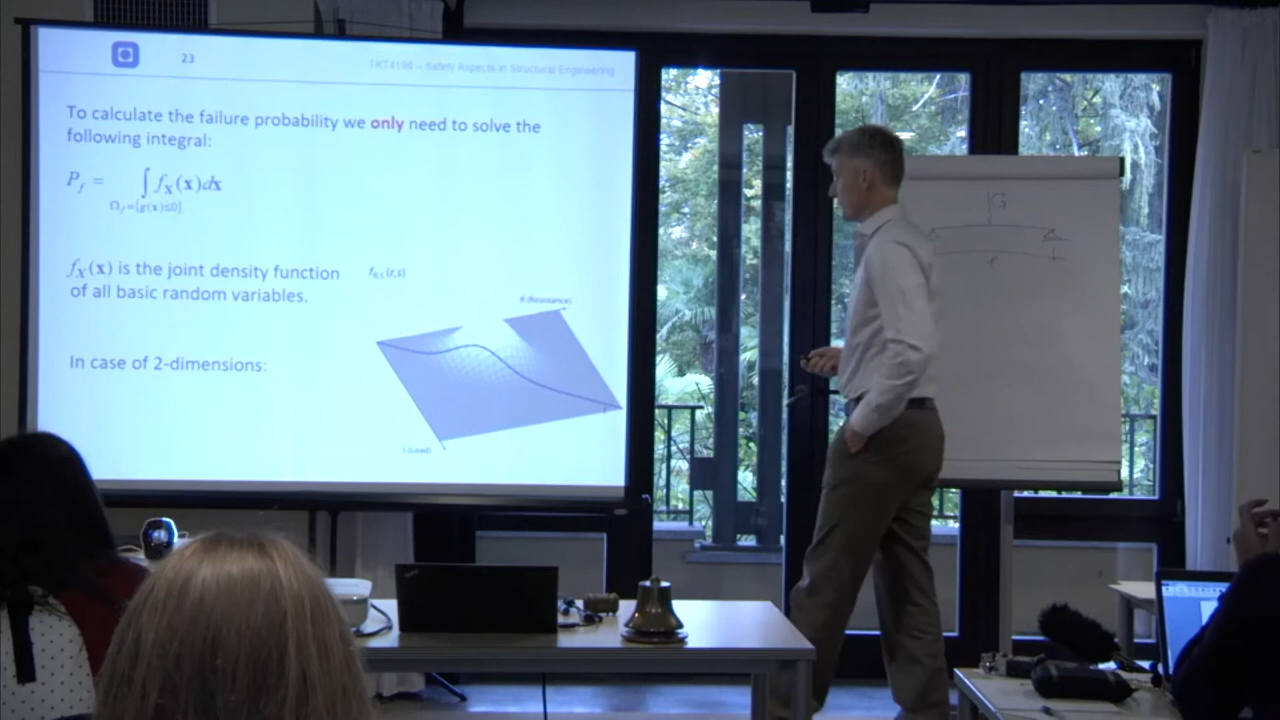 23
TKT4196 – Safety Aspects in Structural Engineering
To calculate the failure probability we only need to solve the
following integral:
P_f = ∫ f_X(x)dx
Ω_f={g(x)≤0}
f_X(x) is the joint density function
of all basic random variables.
f_R,S(r,s)
R (Resistance)
In case of 2-dimensions:
(Load)
G